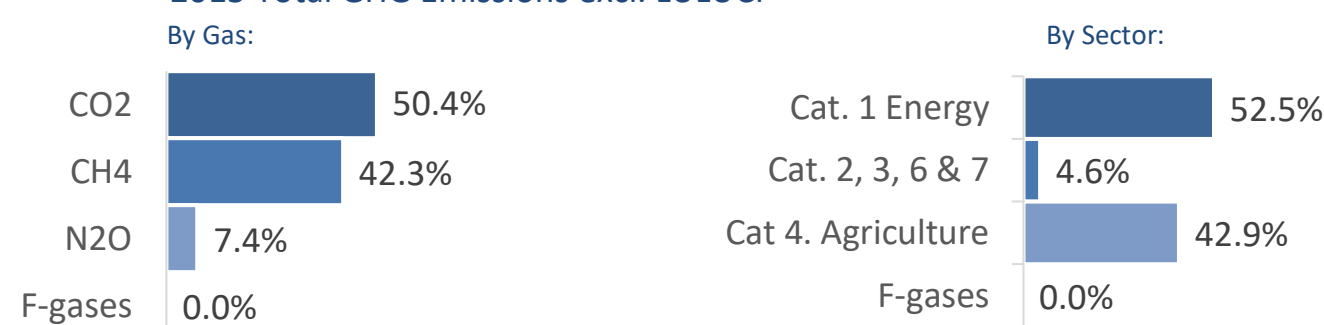 By Gas:
CO2 50.4%
CH4 42.3%
N2O 7.4%
F-gases 0.0%
By Sector:
Cat. 1 Energy 52.5%
Cat. 2, 3, 6 & 7 4.6%
Cat 4. Agriculture 42.9%
F-gases 0.0%